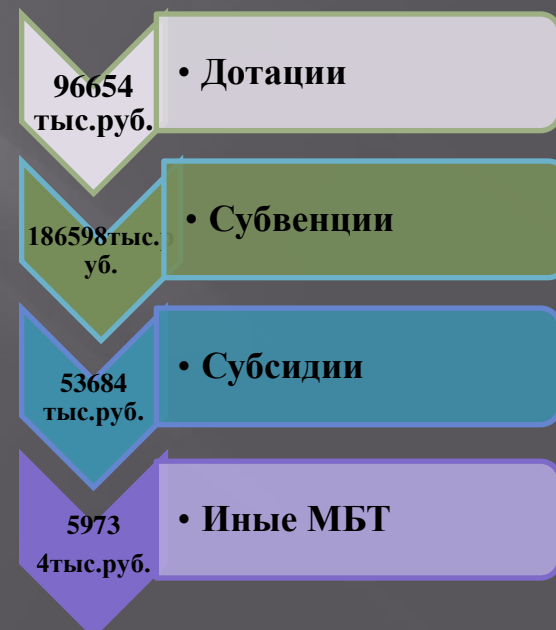 96654
тыс.руб.
• Дотации
186598тыс.р
уб.
• Субвенции
53684
тыс.руб.
• Субсидии
5973
4тыс.руб.
• Иные МБТ